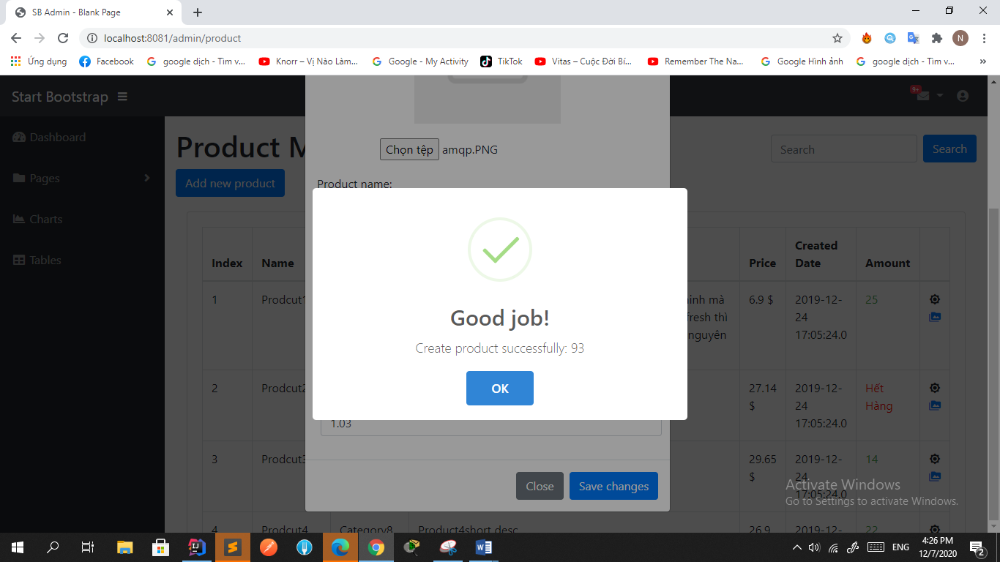 SB Admin - Blank Page
localhost:8081/admin/product
N
Ứng dụng
Facebook
google dịch - Tìm v...
Knorr – Vị Nào Làm...
Google - My Activity
TikTok
Vitas – Cuộc Đời Bí...
Remember The Na...
Google Hình ảnh
google dịch - Tìm v...
Start Bootstrap
9+
Dashboard
Pages
Charts
Tables
Product M
Search
Search
Add new product
Chọn tệp amqp.PNG
Product name:
Good job!
Create product successfully: 93
OK
1.03
Close
Save changes
Index Name Price Created Date Amount
1 Prodcut1 6.9 $ 2019-12-24 17:05:24.0 25
fresh thì
nguyên
2 Prodcut2 27.14 $ 2019-12-24 17:05:24.0 Hết Hàng
3 Prodcut3 29.65 $ 2019-12-24 17:05:24.0 14
4 Prodcut4 Category8 Product4short desc 26.9 2019-12- 22
Activate Windows
Go to Settings to activate Windows.
ENG
4:26 PM
12/7/2020
2